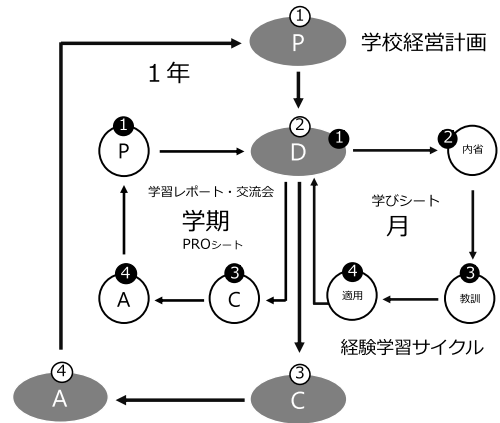 ①
P
学校経営計画
1年
❶
P
②
D
❶
❷
内省
学習レポート・交流会
学期
PROシート
学びシート
月
❹
A
❸
C
❹
適用
❸
教訓
経験学習サイクル
④
A
③
C